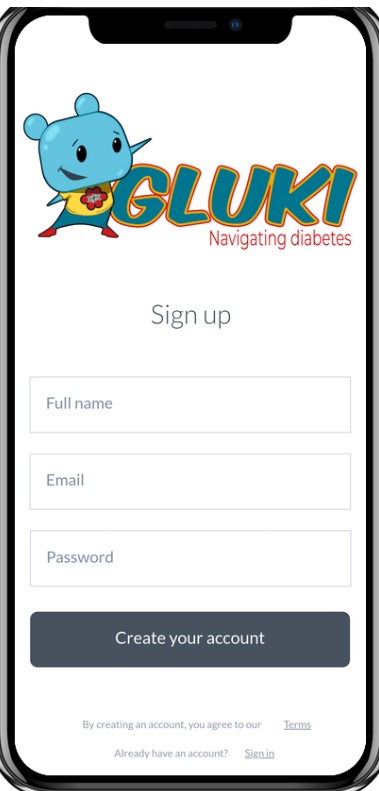 GLUKI
Navigating diabetes
Sign up
Full name
Email
Password
Create your account
By creating an account, you agree to our Terms
Already have an account? Sign in